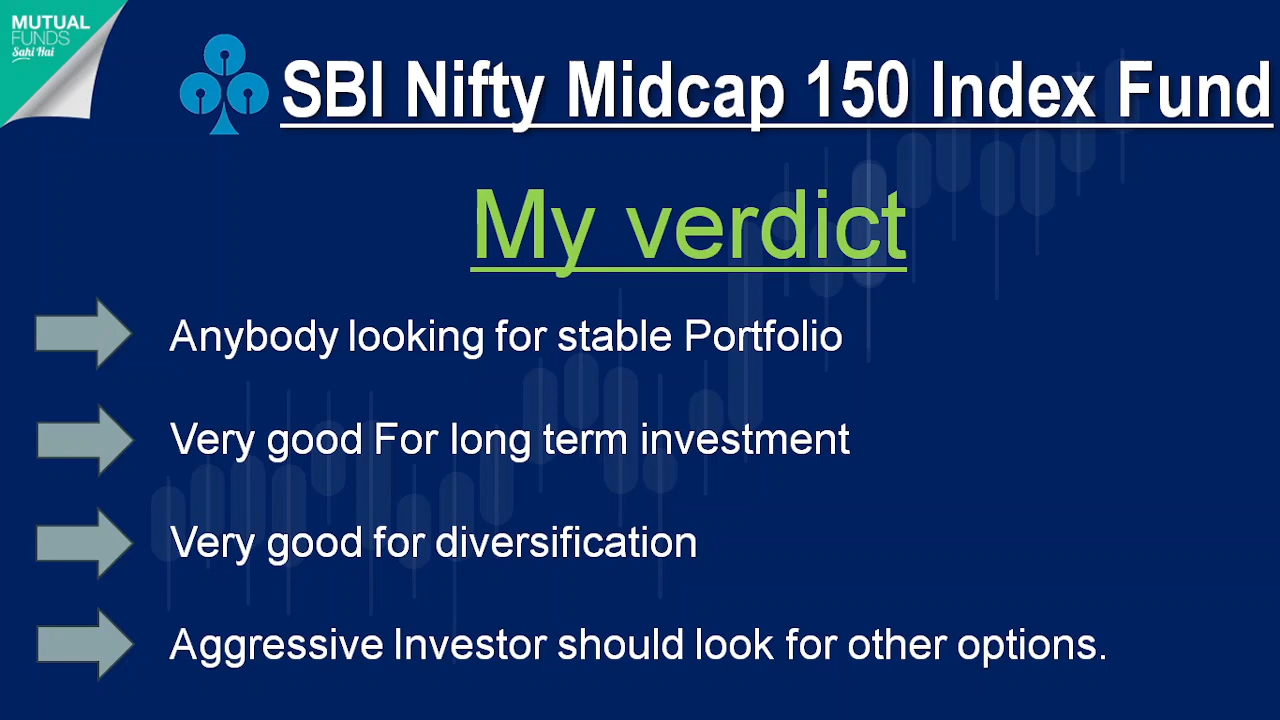 MUTUAL
FUNDS
Sahi Hai
SBI Nifty Midcap 150 Index Fund
My verdict
Anybody looking for stable Portfolio
Very good For long term investment
Very good for diversification
Aggressive Investor should look for other options.